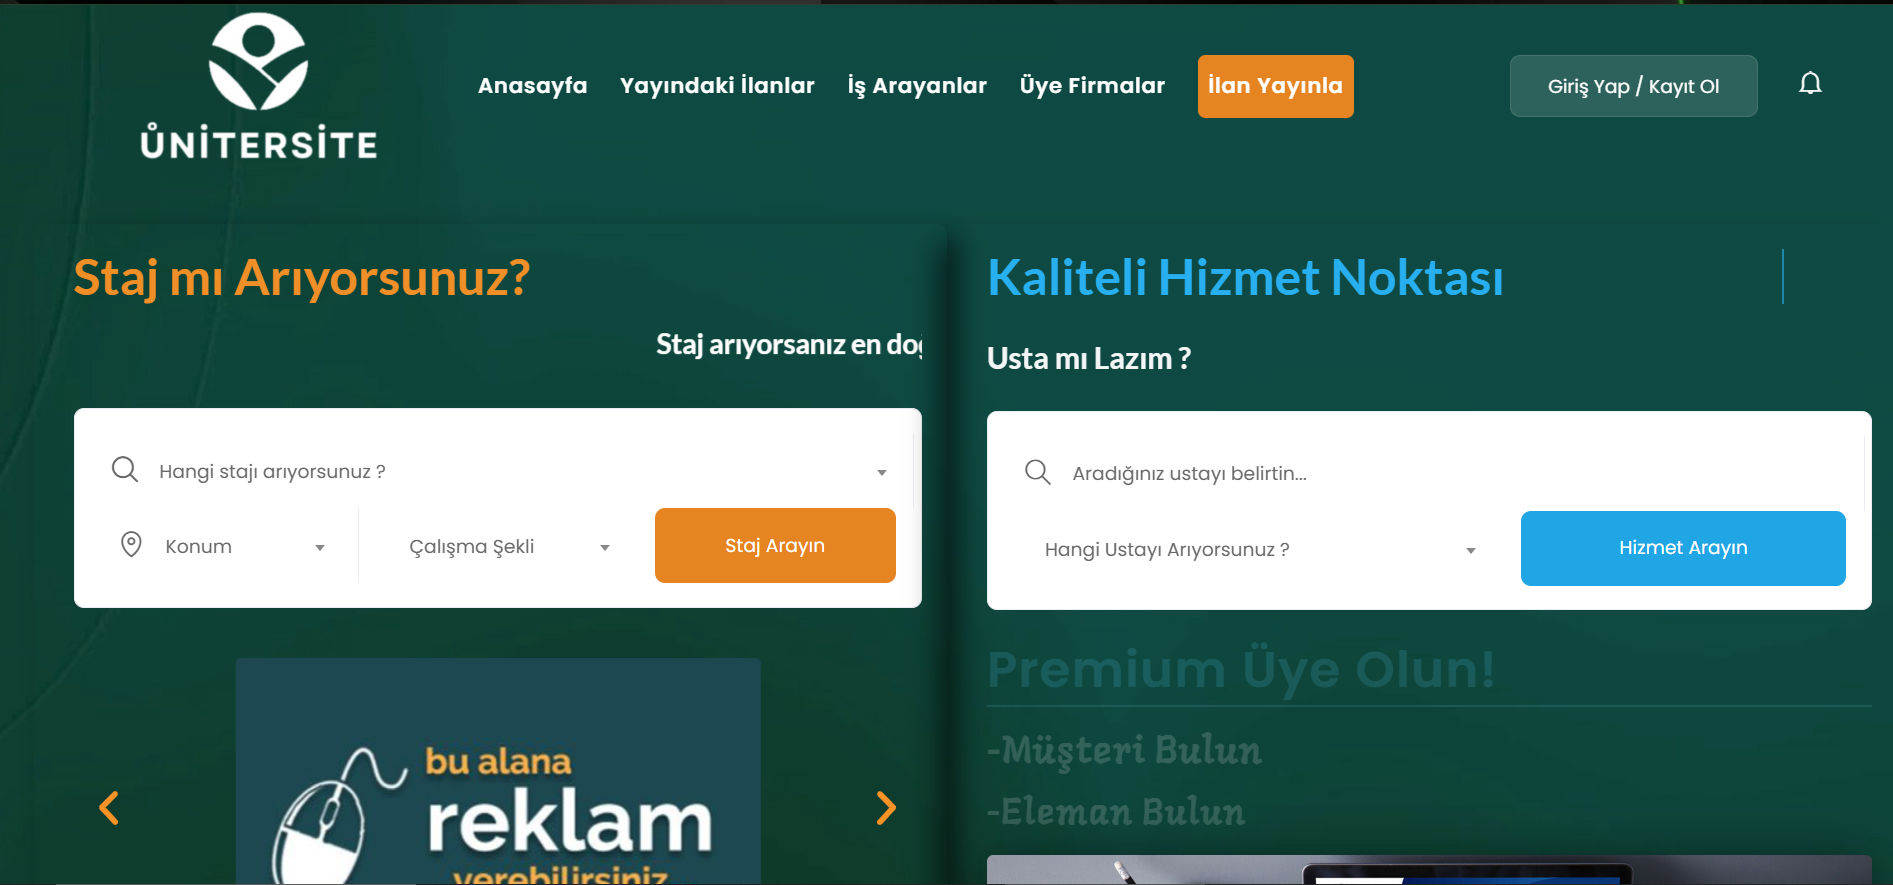 ůNİTERSİTE
Anasayfa
Yayındaki İlanlar
İş Arayanlar
Üye Firmalar
İlan Yayınla
Giriş Yap / Kayıt Ol
Staj mı Arıyorsunuz?
Staj arıyorsanız en doğ
Hangi stajı arıyorsunuz ?
Konum
Çalışma Şekli
Staj Arayın
bu alana
reklam
verebilirsiniz
Kaliteli Hizmet Noktası
Usta mı Lazım ?
Aradığınız ustayı belirtin...
Hangi Ustayı Arıyorsunuz ?
Hizmet Arayın
Premium Üye Olun!
-Müşteri Bulun
-Eleman Bulun